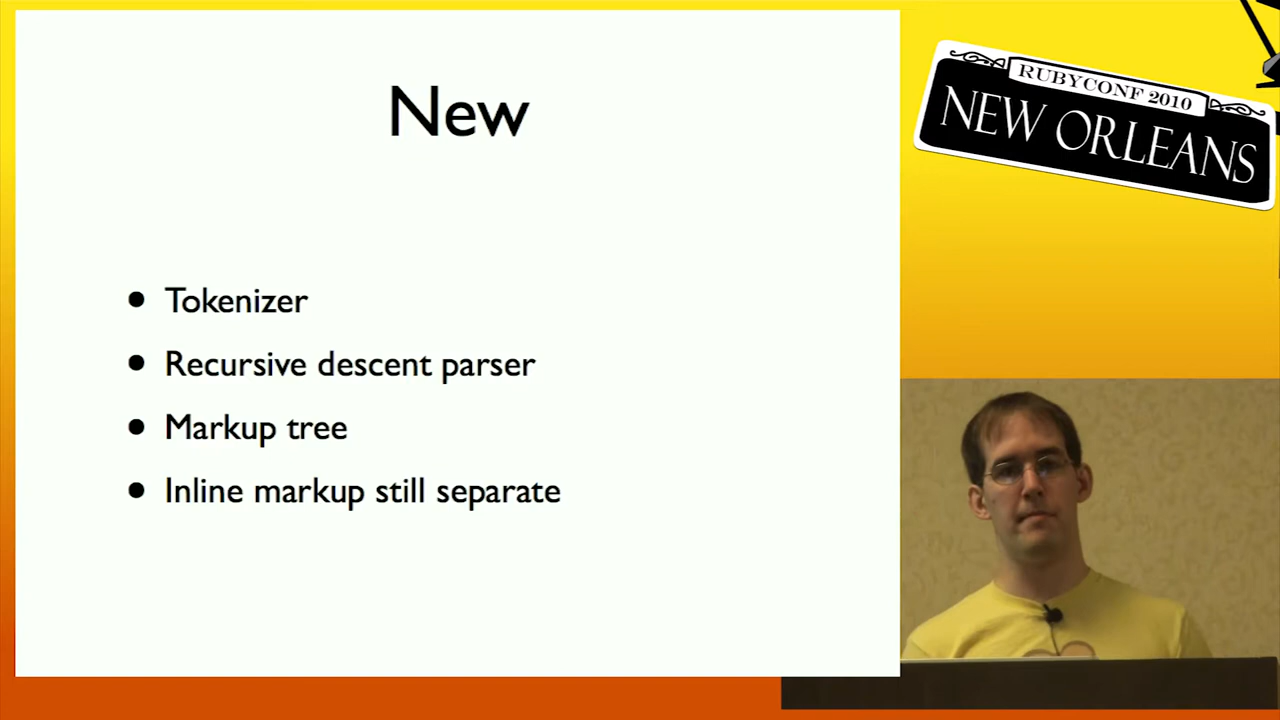 New
• Tokenizer
• Recursive descent parser
• Markup tree
• Inline markup still separate
RUBYCONF 2010
NEW ORLEANS